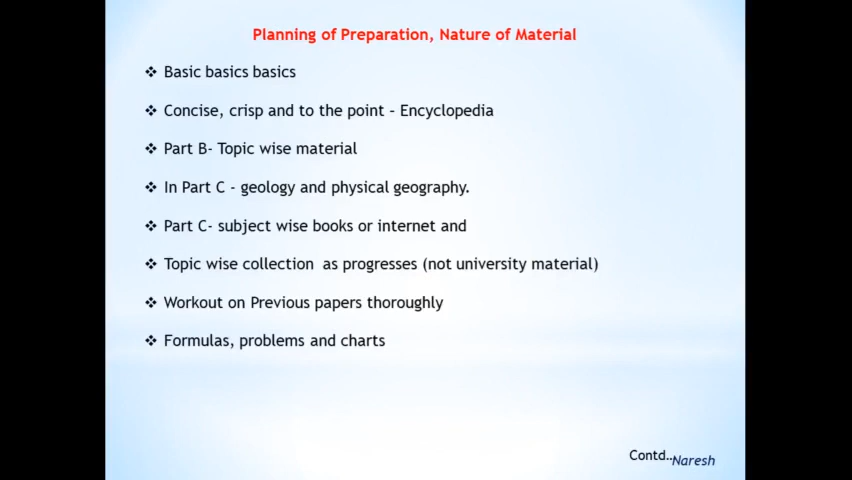 Planning of Preparation, Nature of Material
❖ Basic basics basics
❖ Concise, crisp and to the point – Encyclopedia
❖ Part B- Topic wise material
❖ In Part C - geology and physical geography.
❖ Part C- subject wise books or internet and
❖ Topic wise collection as progresses (not university material)
❖ Workout on Previous papers thoroughly
❖ Formulas, problems and charts
Contd..Naresh